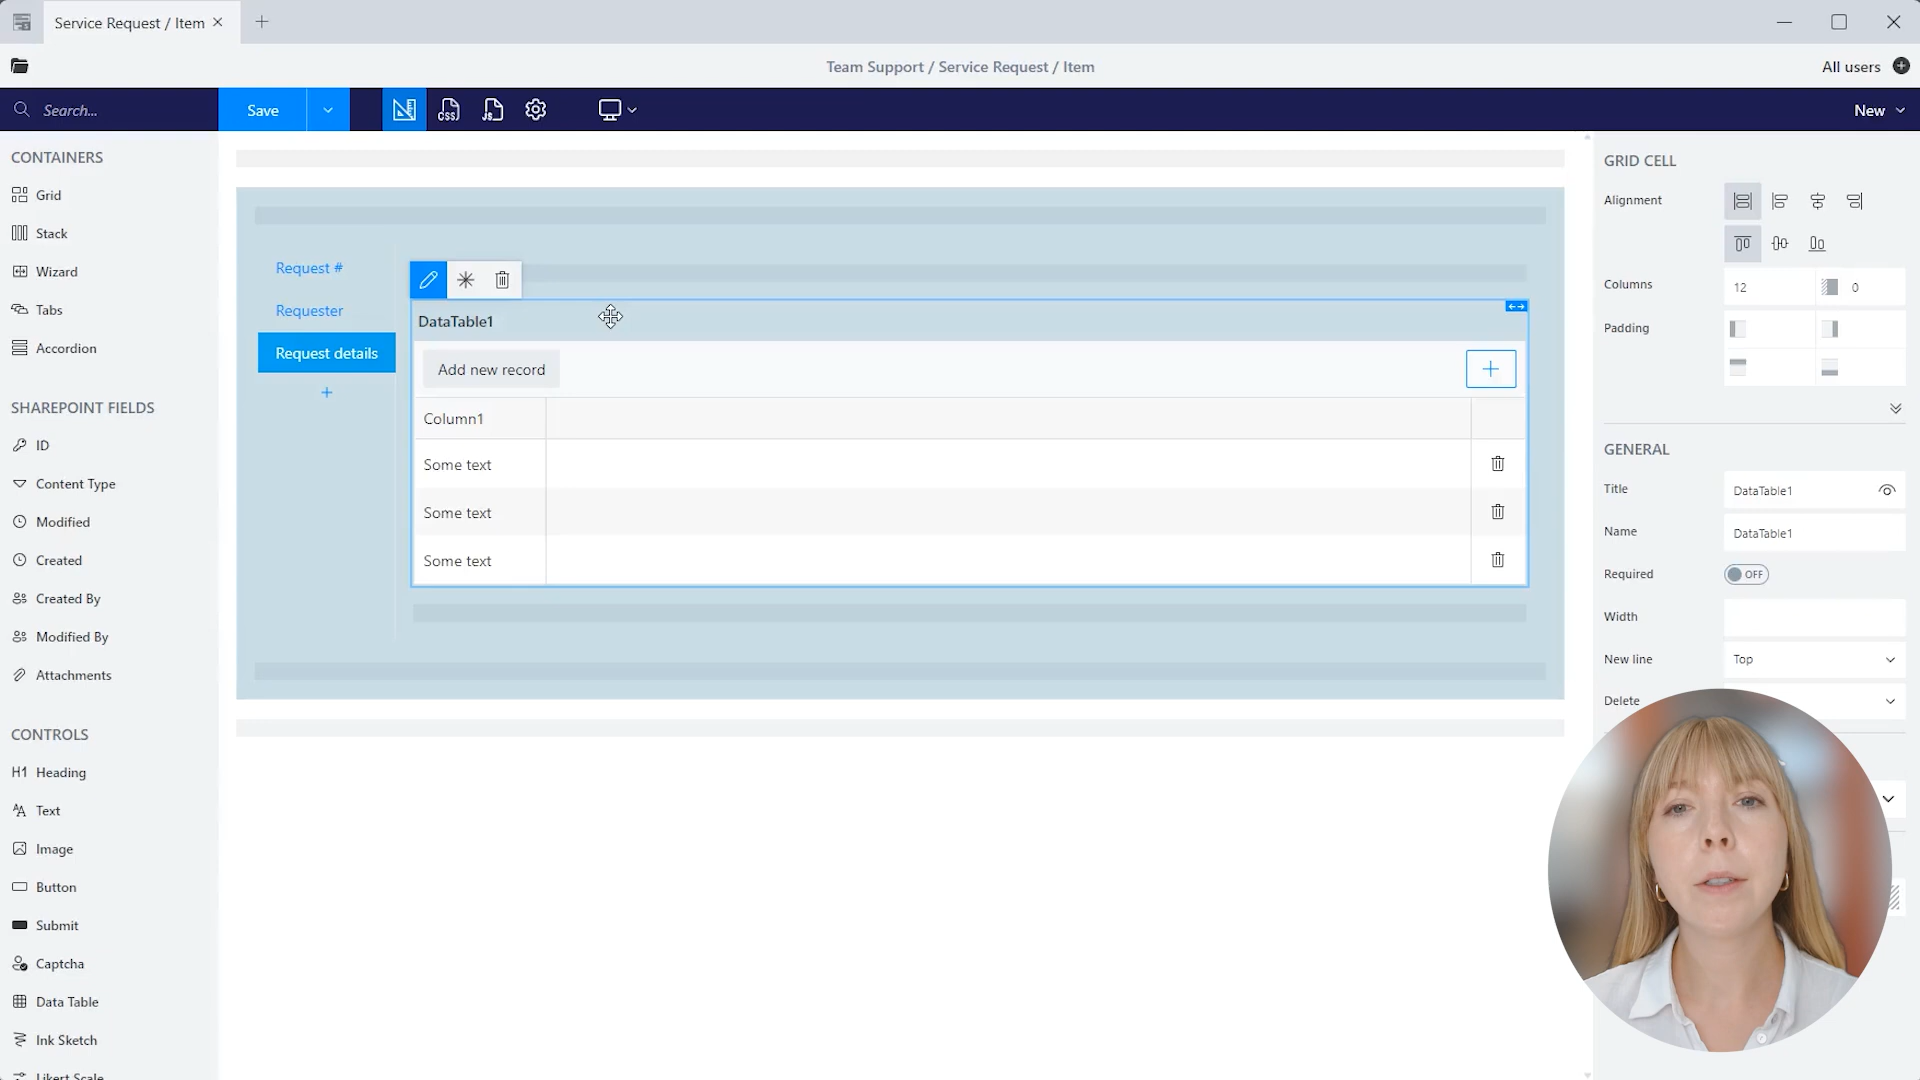 Service Request / Item
Team Support / Service Request / Item
All users
Search...
Save
New
CONTAINERS
Grid
Stack
Wizard
Tabs
Accordion
SHAREPOINT FIELDS
ID
Content Type
Modified
Created
Created By
Modified By
Attachments
CONTROLS
H1 Heading
Text
Image
Button
Submit
Captcha
Data Table
Ink Sketch
Likert Scale
Request #
Requester
Request details
DataTable1
Add new record
Column1
Some text
Some text
Some text
GRID CELL
Alignment
Columns
12
0
Padding
GENERAL
Title
DataTable1
Name
DataTable1
Required
OFF
Width
New line
Top
Delete